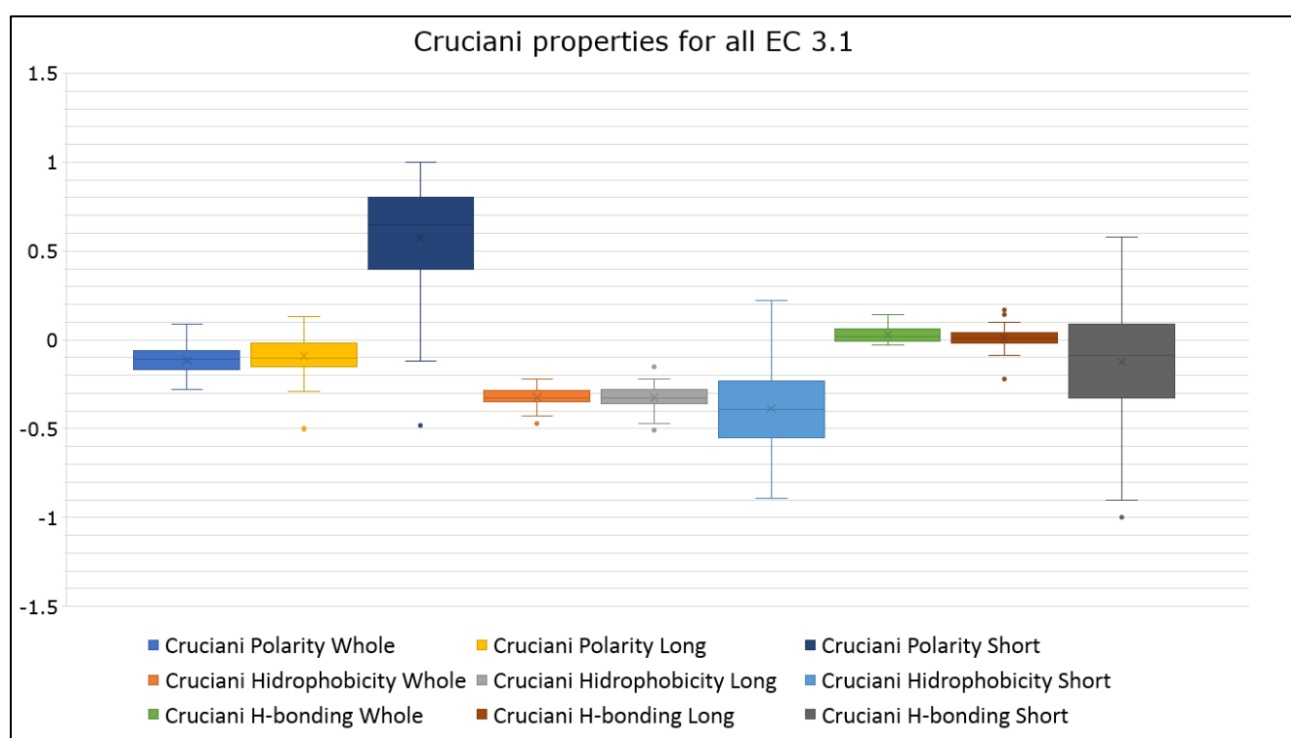 Cruciani properties for all EC 3.1
1.5
1
0.5
0
-0.5
-1
-1.5
Cruciani Polarity Whole Cruciani Polarity Long Cruciani Polarity Short
Cruciani Hidrophobicity Whole Cruciani Hidrophobicity Long Cruciani Hidrophobicity Short
Cruciani H-bonding Whole Cruciani H-bonding Long Cruciani H-bonding Short